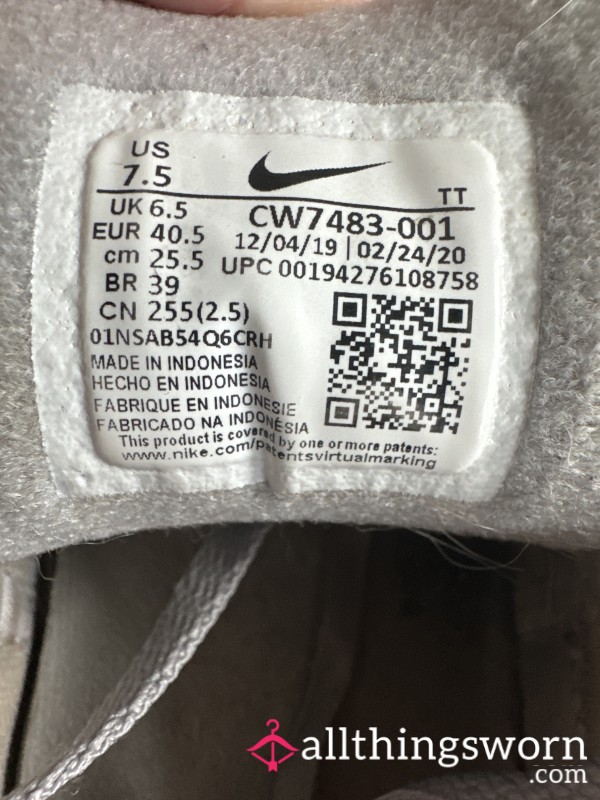 US
7.5
TT
UK 6.5
CW7483-001
EUR 40.5
12/04/19 | 02/24/20
cm 25.5
UPC 00194276108758
BR 39
CN 255(2.5)
01NSAB54Q6CRH
MADE IN INDONESIA
HECHO EN INDONESIA
FABRIQUE EN INDONESIE
FABRICADO NA INDONÉSIA
This product is covered by one or more patents:
www.nike.com/patentsvirtualmarking
allthingsworn
.com